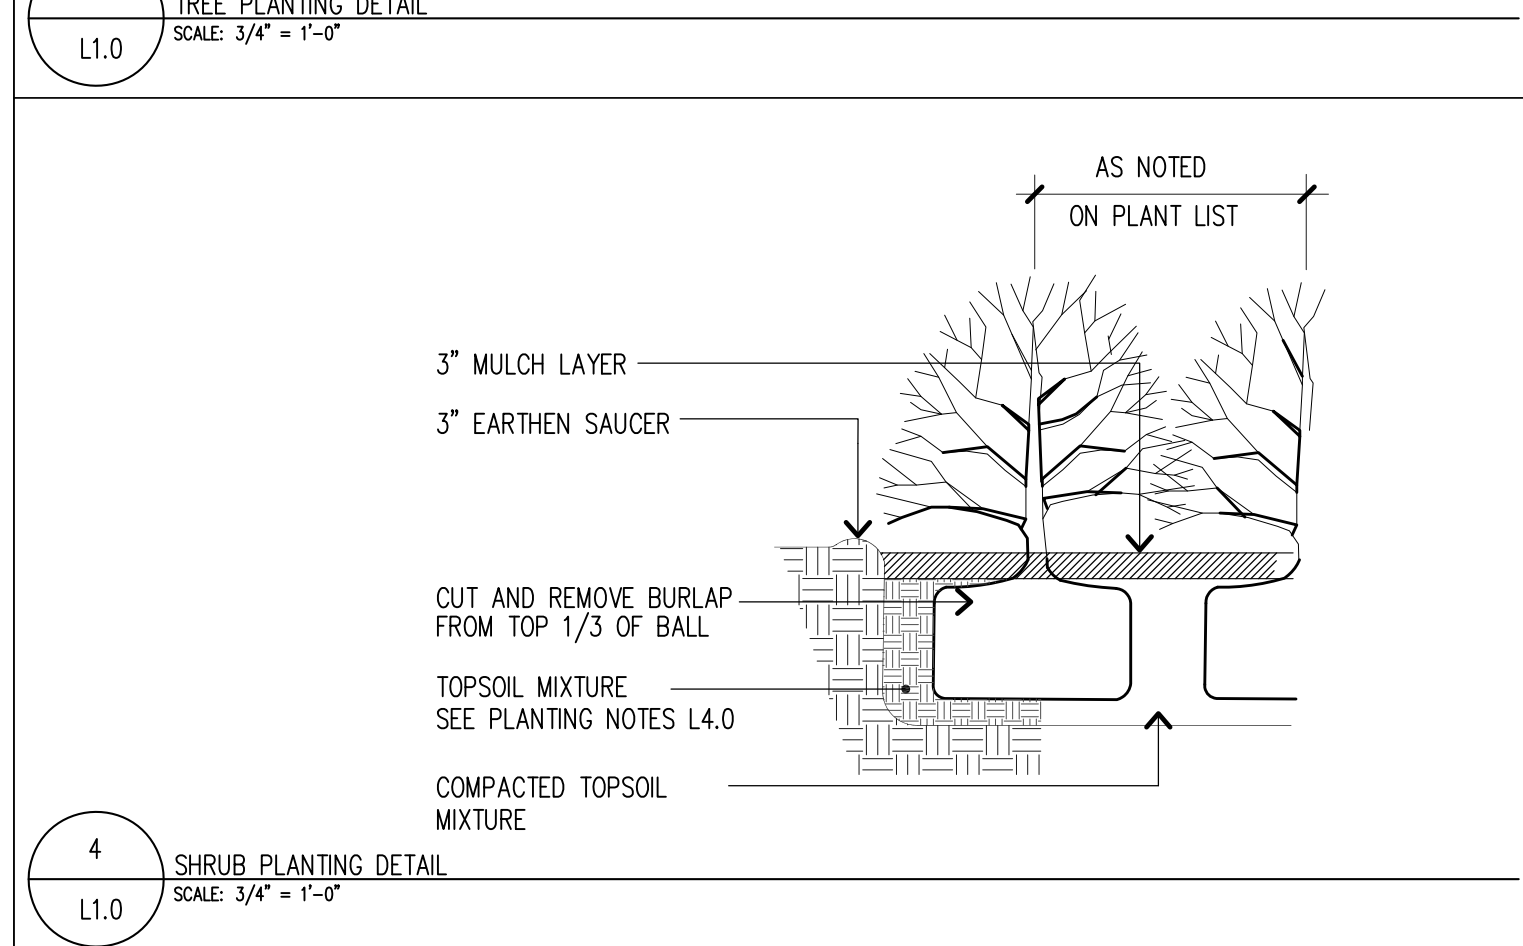 TREE PLANTING DETAIL
SCALE: 3/4" = 1'-0"
L1.0
AS NOTED
ON PLANT LIST
3" MULCH LAYER
3" EARTHEN SAUCER
CUT AND REMOVE BURLAP
FROM TOP 1/3 OF BALL
TOPSOIL MIXTURE
SEE PLANTING NOTES L4.0
COMPACTED TOPSOIL
MIXTURE
4
SHRUB PLANTING DETAIL
SCALE: 3/4" = 1'-0"
L1.0